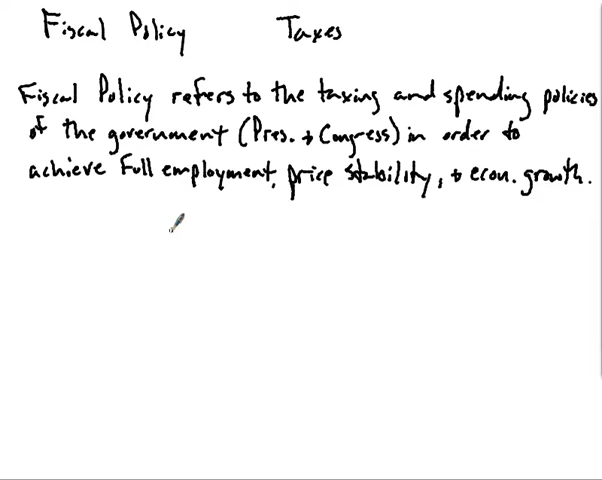 Fiscal Policy Taxes
Fiscal Policy refers to the taxing and spending policies
of the government (Pres. + Congress) in order to
achieve full employment, price stability, + econ. growth.